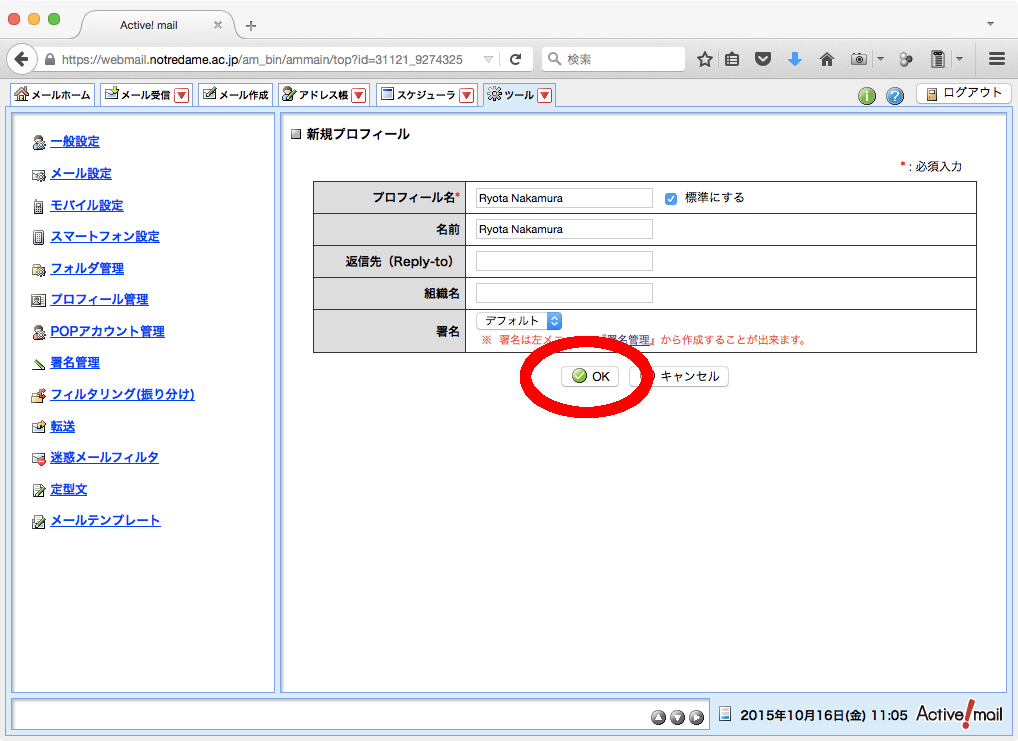 Active! mail
https://webmail.notredame.ac.jp/am_bin/ammain/top?id=31121_9274325
検索
メールホーム メール受信 メール作成 アドレス帳 スケジューラ ツール ログアウト
一般設定
メール設定
モバイル設定
スマートフォン設定
フォルダ管理
プロフィール管理
POPアカウント管理
署名管理
フィルタリング(振り分け)
転送
迷惑メールフィルタ
定型文
メールテンプレート
新規プロフィール
* : 必須入力
プロフィール名* Ryota Nakamura 標準にする
名前 Ryota Nakamura
返信先（Reply-to）
組織名
署名 デフォルト
※ 署名は左メ 『署名管理』から作成することが出来ます。
OK キャンセル
2015年10月16日(金) 11:05 Active! mail